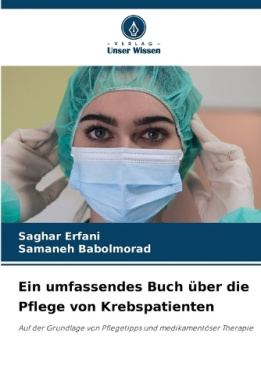 VERLAG
Unser Wissen
Saghar Erfani
Samaneh Babolmorad
Ein umfassendes Buch über die
Pflege von Krebspatienten
Auf der Grundlage von Pflegetipps und medikamentöser Therapie